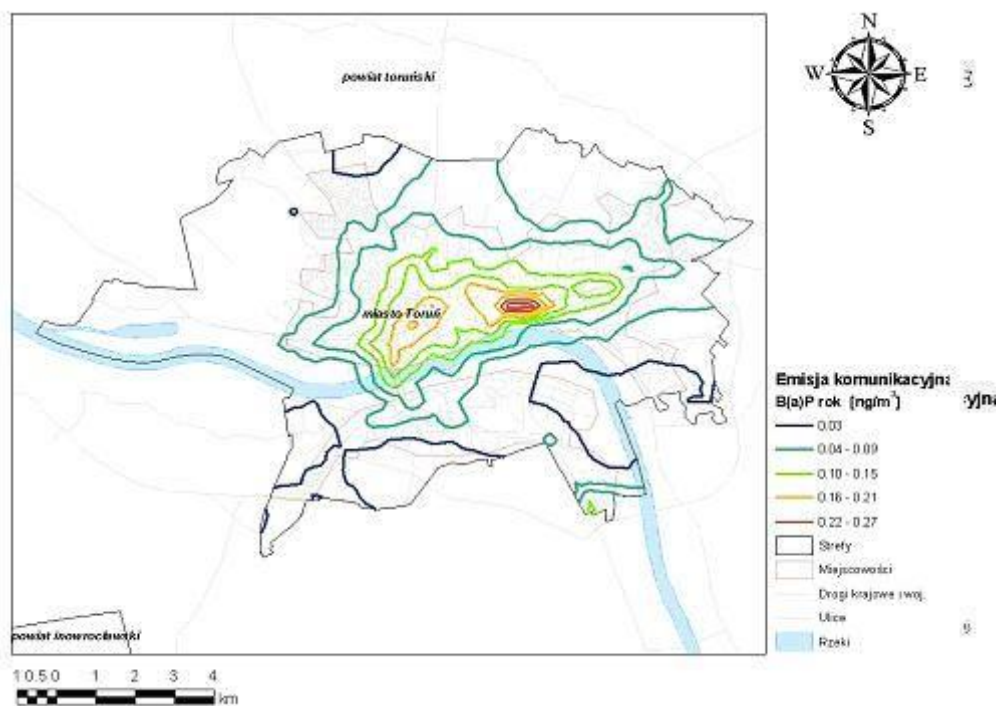 N
W E
S
powiat toruński
miasto Toruń
powiat inowrocławski
Emisja komunikacyjna
yjna
B(a)P rok [ng/m³]
0.03
0.04 - 0.09
0.10 - 0.15
0.16 - 0.21
0.22 - 0.27
Strefy
Miejscowości
Drogi krajowe i woj.
Ulice
Rzeki
1 0.5 0 1 2 3 4
km